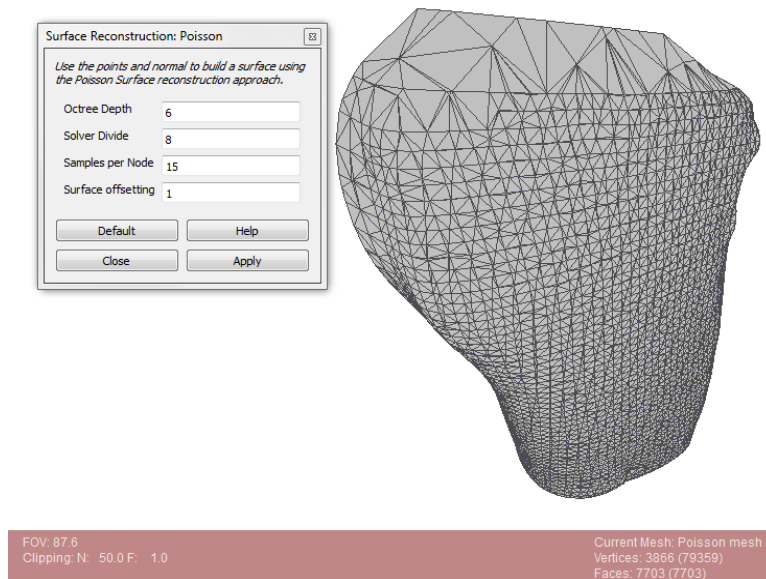 Surface Reconstruction: Poisson
Use the points and normal to build a surface using
the Poisson Surface reconstruction approach.
Octree Depth 6
Solver Divide 8
Samples per Node 15
Surface offsetting 1
Default Help
Close Apply
FOV: 87.6
Clipping: N: 50.0 F: 1.0
Current Mesh: Poisson mesh
Vertices: 3866 (79359)
Faces: 7703 (7703)